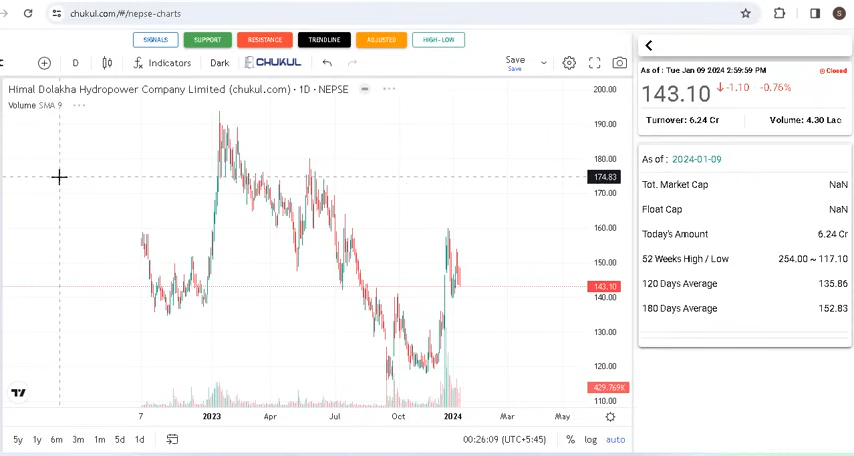 chukul.com/#/nepse-charts
S
SIGNALS SUPPORT RESISTANCE TRENDLINE ADJUSTED HIGH-LOW
D Indicators Dark CHUKUL Save
Save
Himal Dolakha Hydropower Company Limited (chukul.com) · 1D · NEPSE
Volume SMA 9
200.00
190.00
180.00
174.83
170.00
160.00
150.00
143.10
140.00
130.00
120.00
429.769K
110.00
7 2023 Apr Jul Oct 2024 Mar May
5y 1y 6m 3m 1m 5d 1d 00:26:09 (UTC+5:45) % log auto
As of : Tue Jan 09 2024 2:59:59 PM Closed
143.10 -1.10 -0.76%
Turnover: 6.24 Cr Volume: 4.30 Lac
As of : 2024-01-09
Tot. Market Cap NaN
Float Cap NaN
Today's Amount 6.24 Cr
52 Weeks High / Low 254.00 ~ 117.10
120 Days Average 135.86
180 Days Average 152.83